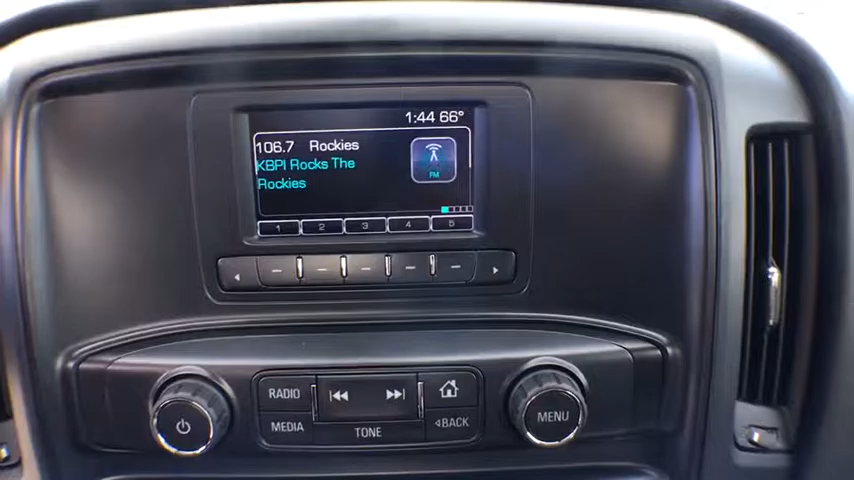 1:44 66°
106.7 Rockies
KBPI Rocks The
Rockies
FM
1 2 3 4 5
RADIO
MEDIA
TONE
BACK
MENU